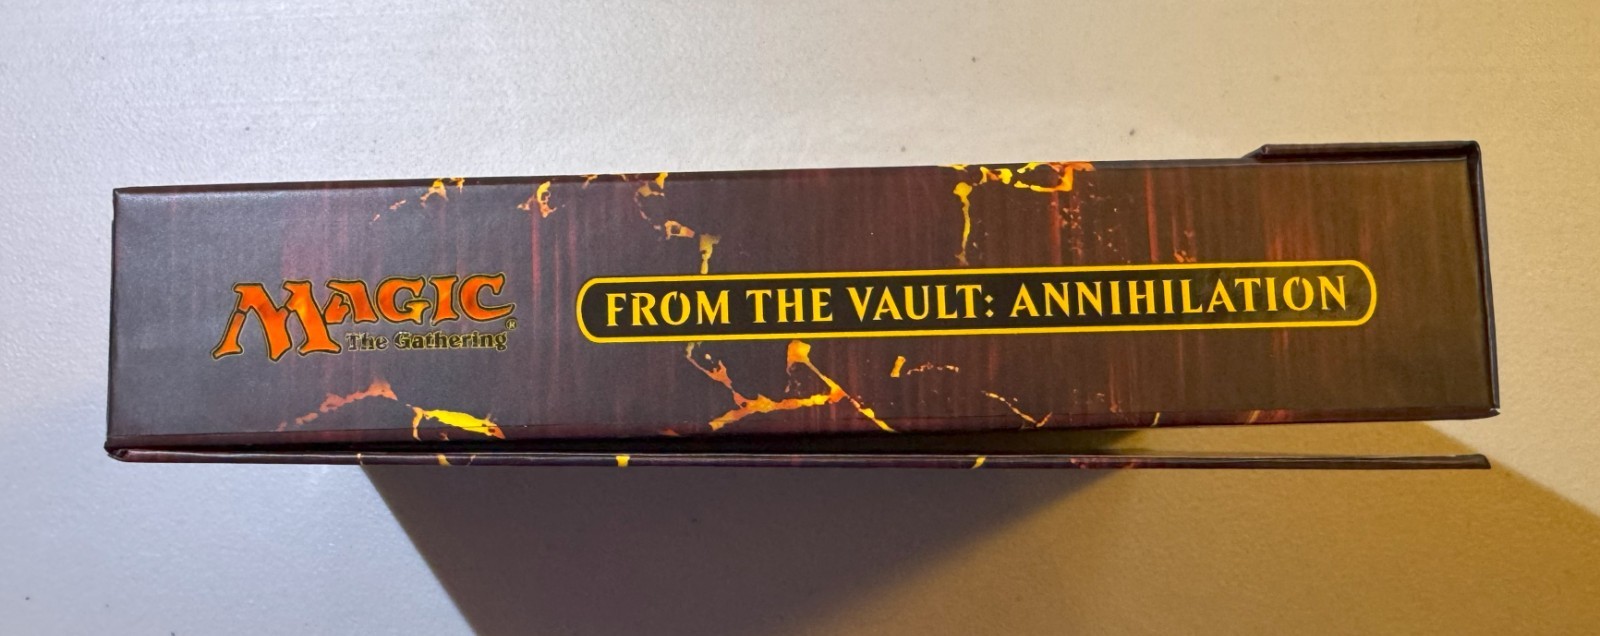 MAGIC
The Gathering®
FROM THE VAULT: ANNIHILATION